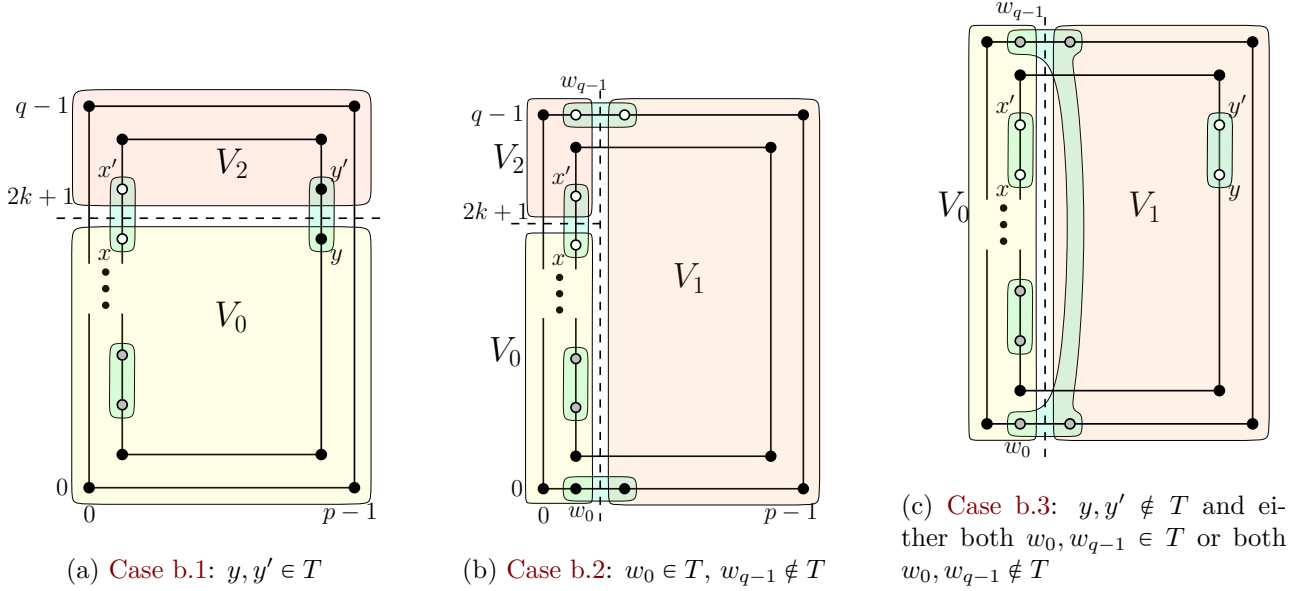 q − 1
x′
y′
V₂
2k + 1
x
y
V₀
0
0
p − 1
(a) Case b.1: y, y′ ∈ T
w_{q−1}
q − 1
V₂
x′
2k + 1
x
V₁
V₀
0
0
w₀
p − 1
(b) Case b.2: w₀ ∈ T, w_{q−1} ∉ T
w_{q−1}
x′
y′
x
y
V₀
V₁
w₀
(c) Case b.3: y, y′ ∉ T and ei-
ther both w₀, w_{q−1} ∈ T or both
w₀, w_{q−1} ∉ T